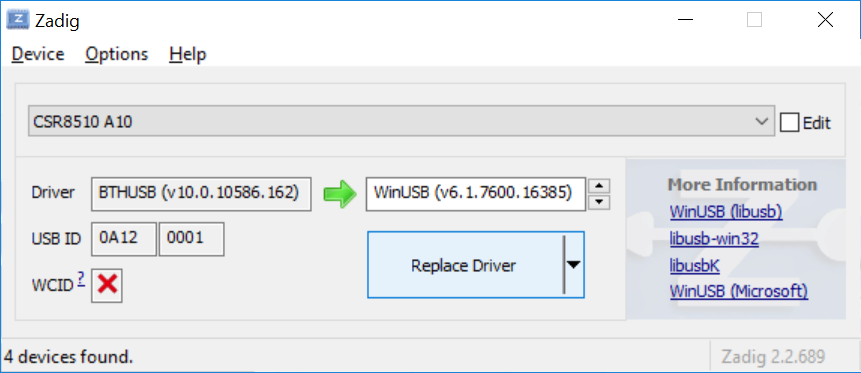 Zadig
Device Options Help
CSR8510 A10
Edit
Driver BTHUSB (v10.0.10586.162) WinUSB (v6.1.7600.16385)
USB ID 0A12 0001
WCID ?
Replace Driver
More Information
WinUSB (libusb)
libusb-win32
libusbK
WinUSB (Microsoft)
4 devices found.
Zadig 2.2.689